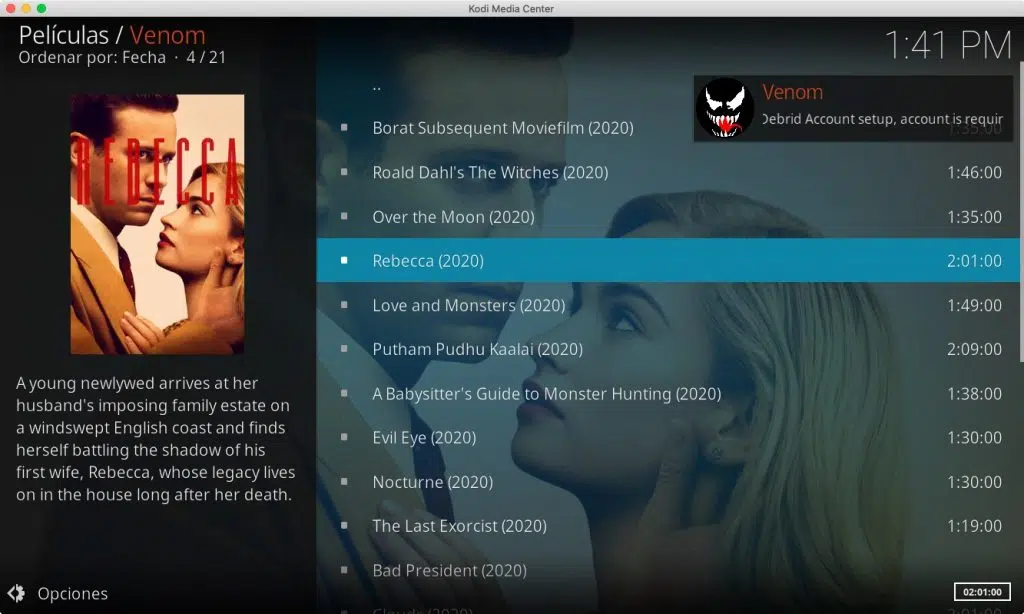 Kodi Media Center
Películas / Venom
Ordenar por: Fecha · 4 / 21
1:41 PM
Venom
Debrid Account setup, account is requir
REBECCA
A young newlywed arrives at her
husband's imposing family estate on
a windswept English coast and finds
herself battling the shadow of his
first wife, Rebecca, whose legacy lives
on in the house long after her death.
..
Borat Subsequent Moviefilm (2020) 1:35:00
Roald Dahl's The Witches (2020) 1:46:00
Over the Moon (2020) 1:35:00
Rebecca (2020) 2:01:00
Love and Monsters (2020) 1:49:00
Putham Pudhu Kaalai (2020) 2:09:00
A Babysitter's Guide to Monster Hunting (2020) 1:38:00
Evil Eye (2020) 1:30:00
Nocturne (2020) 1:30:00
The Last Exorcist (2020) 1:19:00
Bad President (2020)
Clouds (2020) 2:01:00
Opciones
02:01:00